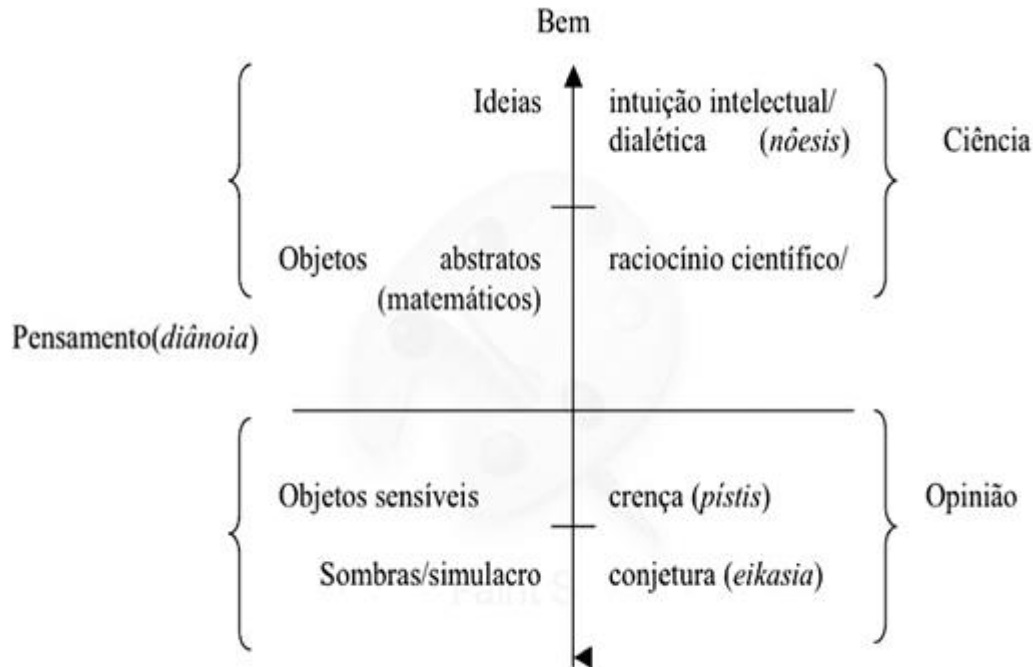 Bem
Ideias
intuição intelectual/
dialética (nôesis)
Ciência
Objetos abstratos
(matemáticos)
raciocínio científico/
Pensamento(diânoia)
Objetos sensíveis
crença (pístis)
Opinião
Sombras/simulacro
conjetura (eikasia)